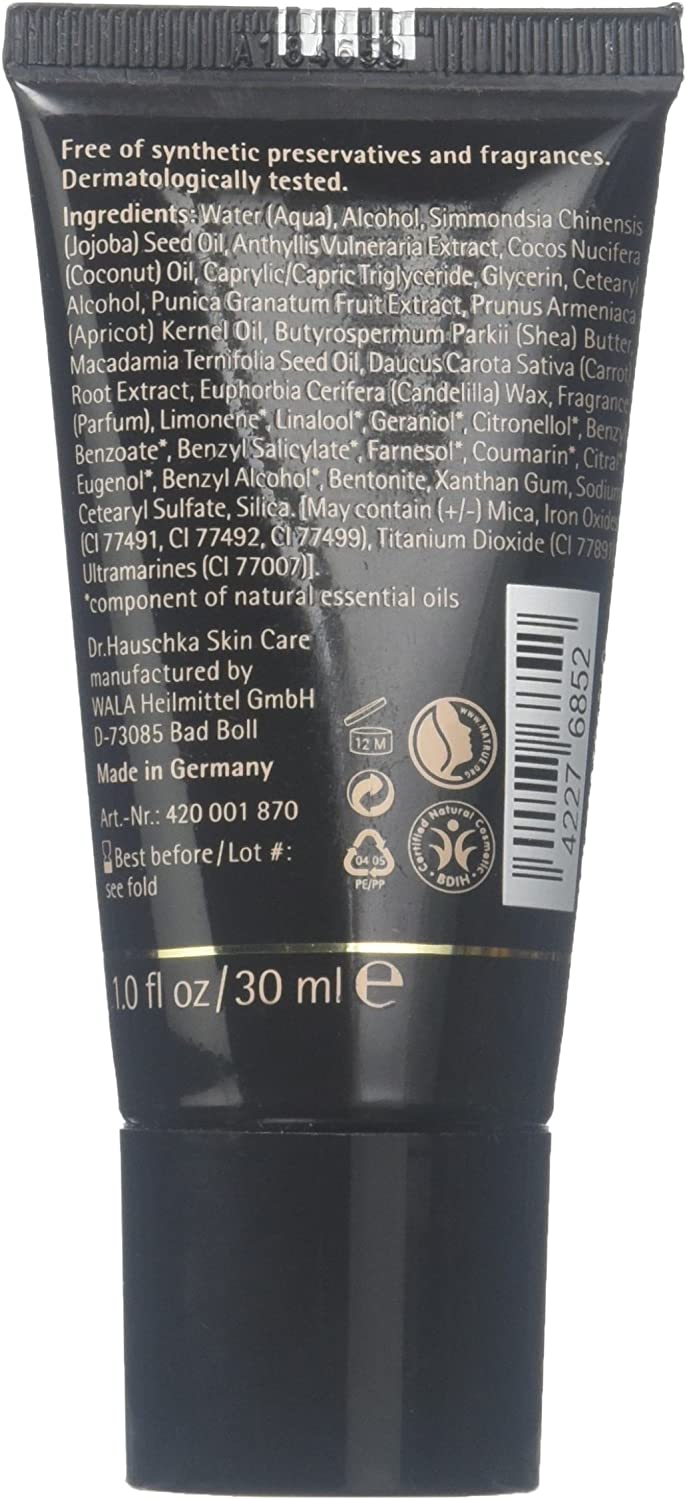 A184659
Free of synthetic preservatives and fragrances.
Dermatologically tested.
Ingredients: Water (Aqua), Alcohol, Simmondsia Chinensis
(Jojoba) Seed Oil, Anthyllis Vulneraria Extract, Cocos Nucifera
(Coconut) Oil, Caprylic/Capric Triglyceride, Glycerin, Cetearyl
Alcohol, Punica Granatum Fruit Extract, Prunus Armeniaca
(Apricot) Kernel Oil, Butyrospermum Parkii (Shea) Butter,
Macadamia Ternifolia Seed Oil, Daucus Carota Sativa (Carrot)
Root Extract, Euphorbia Cerifera (Candelilla) Wax, Fragrance
(Parfum), Limonene*, Linalool*, Geraniol*, Citronellol*, Benzy
Benzoate*, Benzyl Salicylate*, Farnesol*, Coumarin*, Citral*
Eugenol*, Benzyl Alcohol*, Bentonite, Xanthan Gum, Sodium
Cetearyl Sulfate, Silica. [May contain (+/-) Mica, Iron Oxides
(CI 77491, CI 77492, CI 77499), Titanium Dioxide (CI 77891
Ultramarines (CI 77007)].
*component of natural essential oils
Dr.Hauschka Skin Care
manufactured by
WALA Heilmittel GmbH
D-73085 Bad Boll
Made in Germany
Art.-Nr.: 420 001 870
Best before/Lot #:
see fold
12 M
www.NATRUE.ORG
Certified Natural Cosmetic
BDIH
04 05
PE/PP
4227 6852
1.0 fl oz/30 ml e